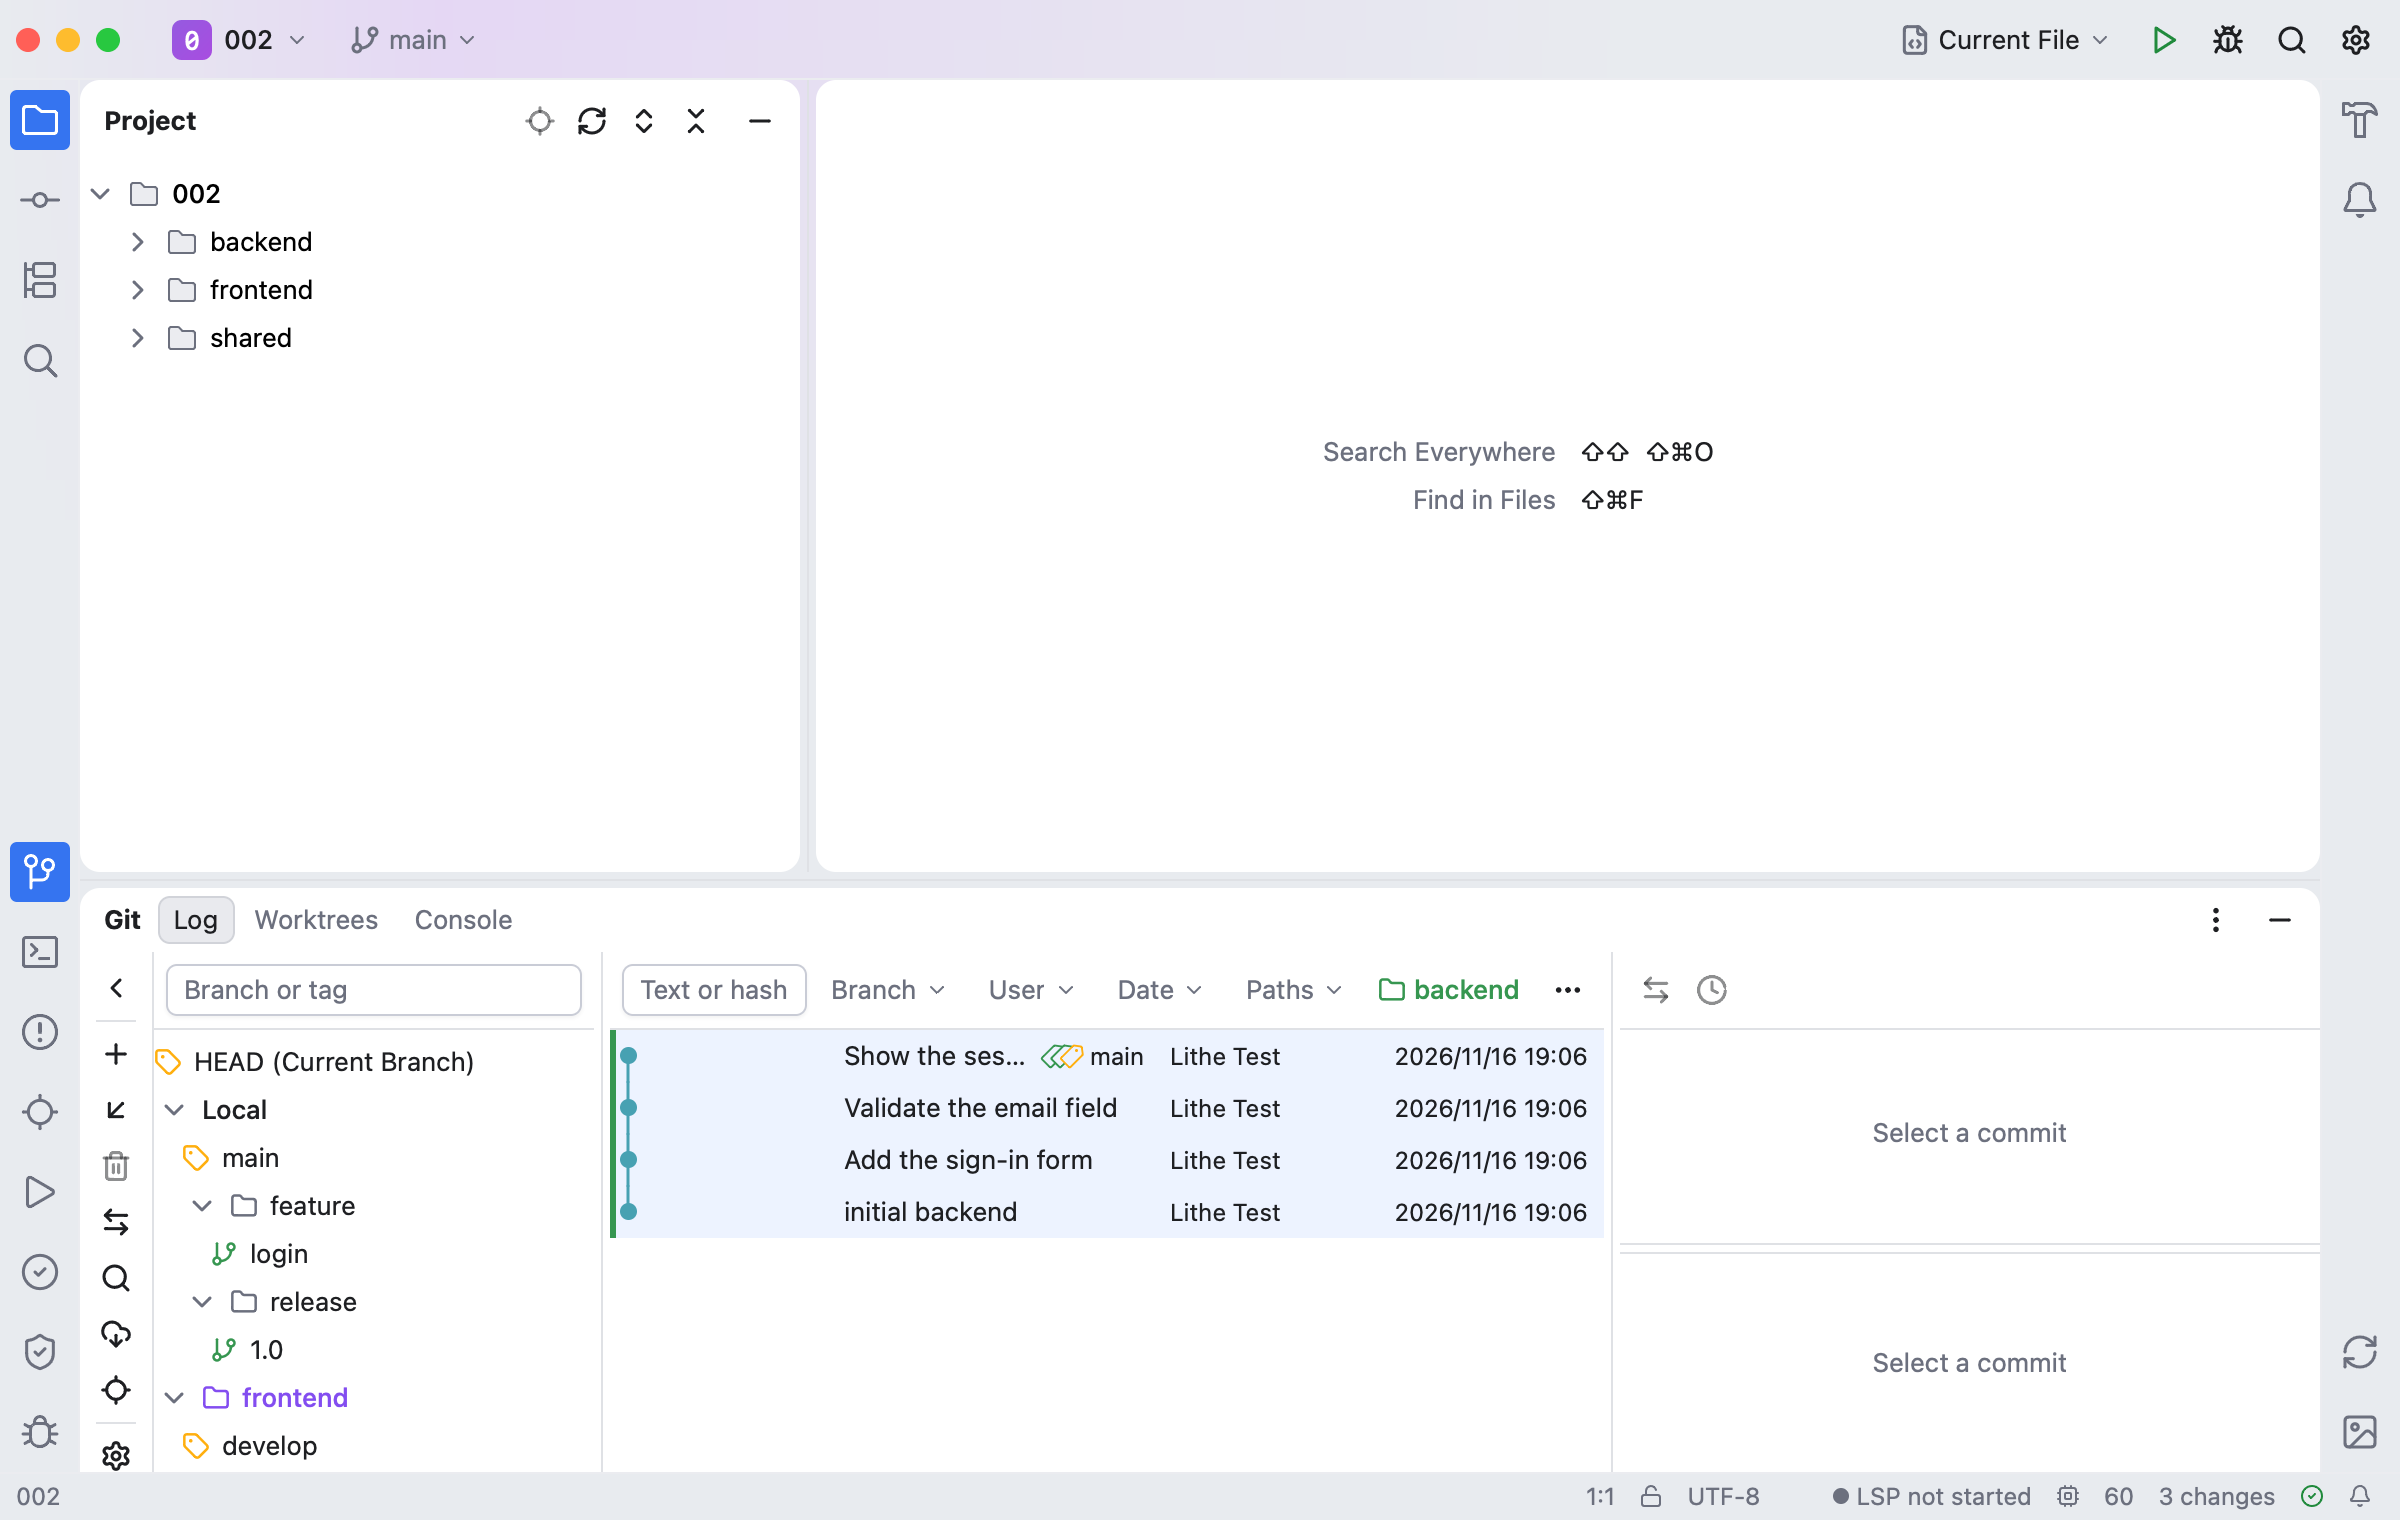 0 002 main Current File
Project
002
backend
frontend
shared
Search Everywhere ⇧⇧ ⇧⌘O
Find in Files ⇧⌘F
Git Log Worktrees Console
Branch or tag
HEAD (Current Branch)
Local
main
feature
login
release
1.0
frontend
develop
Text or hash Branch User Date Paths backend
Show the ses... main Lithe Test 2026/11/16 19:06
Validate the email field Lithe Test 2026/11/16 19:06
Add the sign-in form Lithe Test 2026/11/16 19:06
initial backend Lithe Test 2026/11/16 19:06
Select a commit
Select a commit
002 1:1 UTF-8 LSP not started 60 3 changes